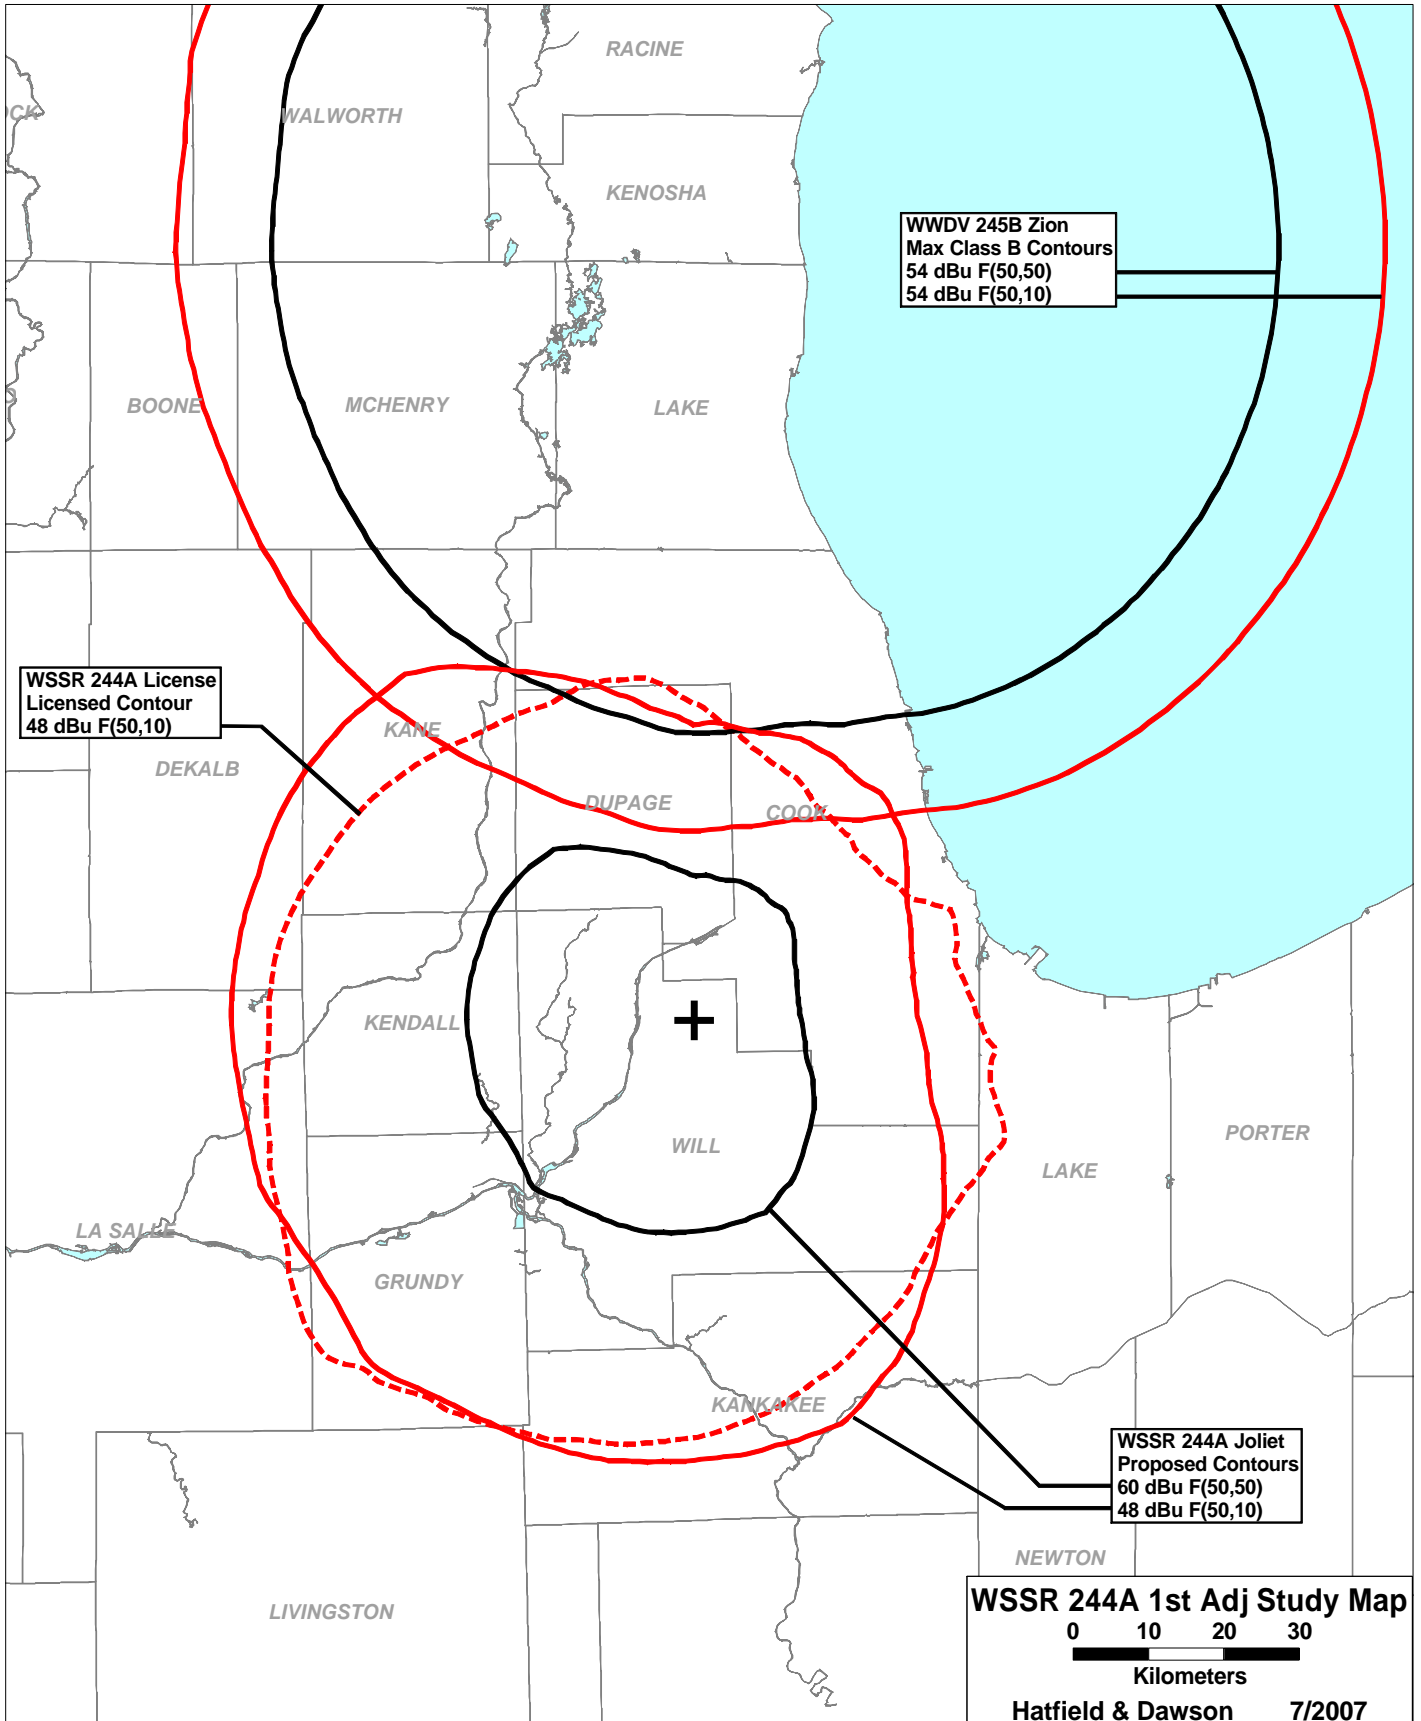 RACINE
WALWORTH
KENOSHA
WWDV 245B Zion
Max Class B Contours
54 dBu F(50,50)
54 dBu F(50,10)
BOONE
MCHENRY
LAKE
WSSR 244A License
Licensed Contour
48 dBu F(50,10)
KANE
DEKALB
DUPAGE
COOK
KENDALL
WILL
PORTER
LAKE
LA SALLE
GRUNDY
KANKAKEE
WSSR 244A Joliet
Proposed Contours
60 dBu F(50,50)
48 dBu F(50,10)
NEWTON
LIVINGSTON
WSSR 244A 1st Adj Study Map
0 10 20 30
Kilometers
Hatfield & Dawson 7/2007